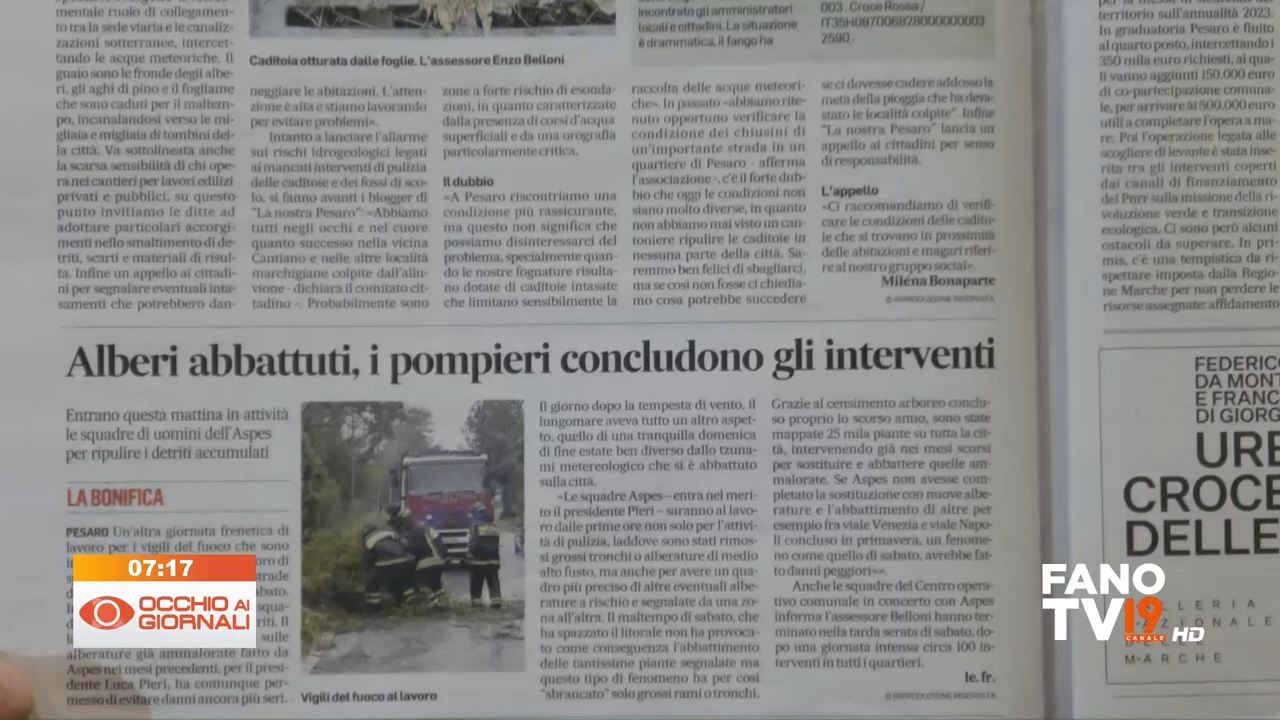 mentale ruolo di collegamen-
to tra la sede viaria e le canaliz-
zazioni sotterranee, intercet-
tando le acque meteoriche. Il
guaio sono le fronde degli albe-
ri, gli aghi di pino e il fogliame
che sono caduti per il maltem-
po, incanalandosi verso le mi-
gliaia e migliaia di tombini del-
la città. Va sottolineata anche
la scarsa sensibilità di chi ope-
ra nei cantieri per lavori edilizi
privati e pubblici, su questo
punto invitiamo le ditte ad
adottare particolari accorgi-
menti nello smaltimento di de-
triti, scarti e materiali di risul-
ta. Infine un appello ai cittadi-
ni per segnalare eventuali inta-
samenti che potrebbero dan-
Caditoia otturata dalle foglie. L'assessore Enzo Belloni
neggiare le abitazioni. L'atten-
zione è alta e stiamo lavorando
per evitare problemi».
Intanto a lanciare l'allarme
sui rischi idrogeologici legati
ai mancati interventi di pulizia
delle caditoie e dei fossi di sco-
lo, si fanno avanti i blogger di
"La nostra Pesaro": «Abbiamo
tutti negli occhi e nel cuore
quanto successo nella vicina
Cantiano e nelle altre località
marchigiane colpite dall'allu-
vione - dichiara il comitato cit-
tadino -. Probabilmente sono
zone a forte rischio di esonda-
zioni, in quanto caratterizzate
dalla presenza di corsi d'acqua
superficiali e da una orografia
particolarmente critica.
Il dubbio
«A Pesaro riscontriamo una
condizione più rassicurante,
ma questo non significa che
possiamo disinteressarci del
problema, specialmente quan-
do le nostre fognature risulta-
no dotate di caditoie intasate
che limitano sensibilmente la
incontro gli amministratori
locali e cittadini. La situazione
è drammatica, il fango ha
003. Croce Rossa/
IT35H0870068280000000003
2590.
raccolta delle acque meteori-
che». In passato «abbiamo rite-
nuto opportuno verificare la
condizione dei chiusini di
un'importante strada in un
quartiere di Pesaro - afferma
l'associazione -, c'è il forte dub-
bio che oggi le condizioni non
siano molto diverse, in quanto
non abbiamo mai visto un can-
toniere ripulire le caditoie in
nessuna parte della città. Sa-
remmo ben felici di sbagliarci,
ma se così non fosse ci chiedia-
mo cosa potrebbe succedere
se ci dovesse cadere addosso la
metà della pioggia che ha deva-
stato le località colpite". Infine
"La nostra Pesaro" lancia un
appello ai cittadini per senso
di responsabilità.
L'appello
«Ci raccomandiamo di verifi-
care le condizioni delle cadito-
ie che si trovano in prossimità
delle abitazioni e magari riferi-
re al nostro gruppo social».
Miléna Bonaparte
© RIPRODUZIONE RISERVATA
territorio sull'annualità 2023.
In graduatoria Pesaro è finito
al quarto posto, intercettando i
350 mila euro richiesti, ai qua-
li vanno aggiunti 150.000 euro
di co-partecipazione comuna-
le, per arrivare ai 500.000 euro
utili a completare l'opera a ma-
re. Poi l'operazione legata alle
scogliere di levante è stata inse-
rita tra gli interventi coperti
dai canali di finanziamento
del Pnrr sulla missione della ri-
voluzione verde e transizione
ecologica. Ci sono però alcuni
ostacoli da superare. In pri-
mis, c'è una tempistica da ri-
spettare imposta dalla Regio-
ne Marche per non perdere le
risorse assegnate: affidamento
Alberi abbattuti, i pompieri concludono gli interventi
Entrano questa mattina in attività
le squadre di uomini dell'Aspes
per ripulire i detriti accumulati
LA BONIFICA
PESARO Un'altra giornata frenetica di
lavoro per i vigili del fuoco che sono
oro di
strade
abato.
squa-
riti. Il
sulle
alberature già ammalorate fatto da
Aspes nei mesi precedenti, per il presi-
dente Luca Pieri, ha comunque per-
messo di evitare danni ancora più seri.
Vigili del fuoco al lavoro
Il giorno dopo la tempesta di vento, il
lungomare aveva tutto un altro aspet-
to, quello di una tranquilla domenica
di fine estate ben diverso dallo tzuna-
mi metereologico che si è abbattuto
sulla città.
«Le squadre Aspes – entra nel meri-
to il presidente Pieri – saranno al lavo-
ro dalle prime ore non solo per l'attivi-
tà di pulizia, laddove sono stati rimos-
si grossi tronchi o alberature di medio
alto fusto, ma anche per avere un qua-
dro più preciso di altre eventuali albe-
rature a rischio e segnalate da una zo-
na all'altra. Il maltempo di sabato, che
ha spazzato il litorale non ha provoca-
to come conseguenza l'abbattimento
delle tantissime piante segnalate ma
questo tipo di fenomeno ha per così
"sbrancato" solo grossi rami o tronchi.
Grazie al censimento arboreo conclu-
so proprio lo scorso anno, sono state
mappate 25 mila piante su tutta la cit-
tà, intervenendo già nei mesi scorsi
per sostituire e abbattere quelle am-
malorate. Se Aspes non avesse com-
pletato la sostituzione con nuove albe-
rature e l'abbattimento di altre per
esempio fra viale Venezia e viale Napo-
li concluso in primavera, un fenome-
no come quello di sabato, avrebbe fat-
to danni peggiori»».
Anche le squadre del Centro opera-
tivo comunale in concerto con Aspes
informa l'assessore Belloni hanno ter-
minato nella tarda serata di sabato, do-
po una giornata intensa circa 100 in-
terventi in tutti i quartieri.
le. fr.
© RIPRODUZIONE RISERVATA
FEDERICO
DA MONT
E FRANC
DI GIORG
URB
CROCE
DELLE
LLERIA
AZIONALE
DELLE
MARCHE
07:17
OCCHIO AI
GIORNALI
FANO
TV19
CANALE
HD